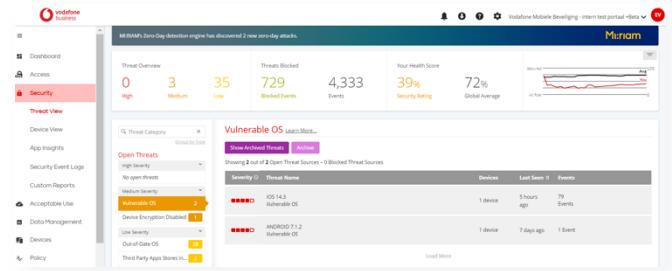 vodafone
business
Vodafone Mobiele Beveiliging - intern test portaal -Beta
EV
MI:RIAM's Zero-Day detection engine has discovered 2 new zero-day attacks.
Mi:riam
Dashboard
Access
Security
Threat View
Device View
App Insights
Security Event Logs
Custom Reports
Acceptable Use
Data Management
Devices
Policy
Threat Overview
0
High
3
Medium
35
Low
Threats Blocked
729
Blocked Events
4,333
Events
Your Health Score
39%
Security Rating
72%
Global Average
Threat Category
Group by Type
Open Threats
High Severity
No open threats
Medium Severity
Vulnerable OS 2
Device Encryption Disabled 1
Low Severity
Out-of-Date OS
Third Party Apps Stores In... 2
Vulnerable OS Learn More...
Show Archived Threats Archive
Showing 2 out of 2 Open Threat Sources – 0 Blocked Threat Sources
Severity Threat Name Devices Last Seen Events
IOS 14.3
Vulnerable OS
1 device
5 hours
ago
79
Events
ANDROID 7.1.2
Vulnerable OS
1 device
7 days ago
1 Event
Load More